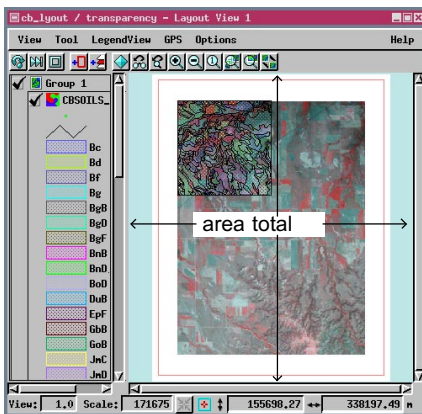 cb_lyout / transparency - Layout View 1
View Tool LegendView GPS Options Help
Group 1
CBSOILS_
Bc
Bd
Bf
Bg
BgB
BgD
BgF
BnB
BnD
BoD
DuB
EpF
GbB
GoB
JmC
JmD
area total
View: 1.0 Scale: 171675 155698.27 338197.49 m